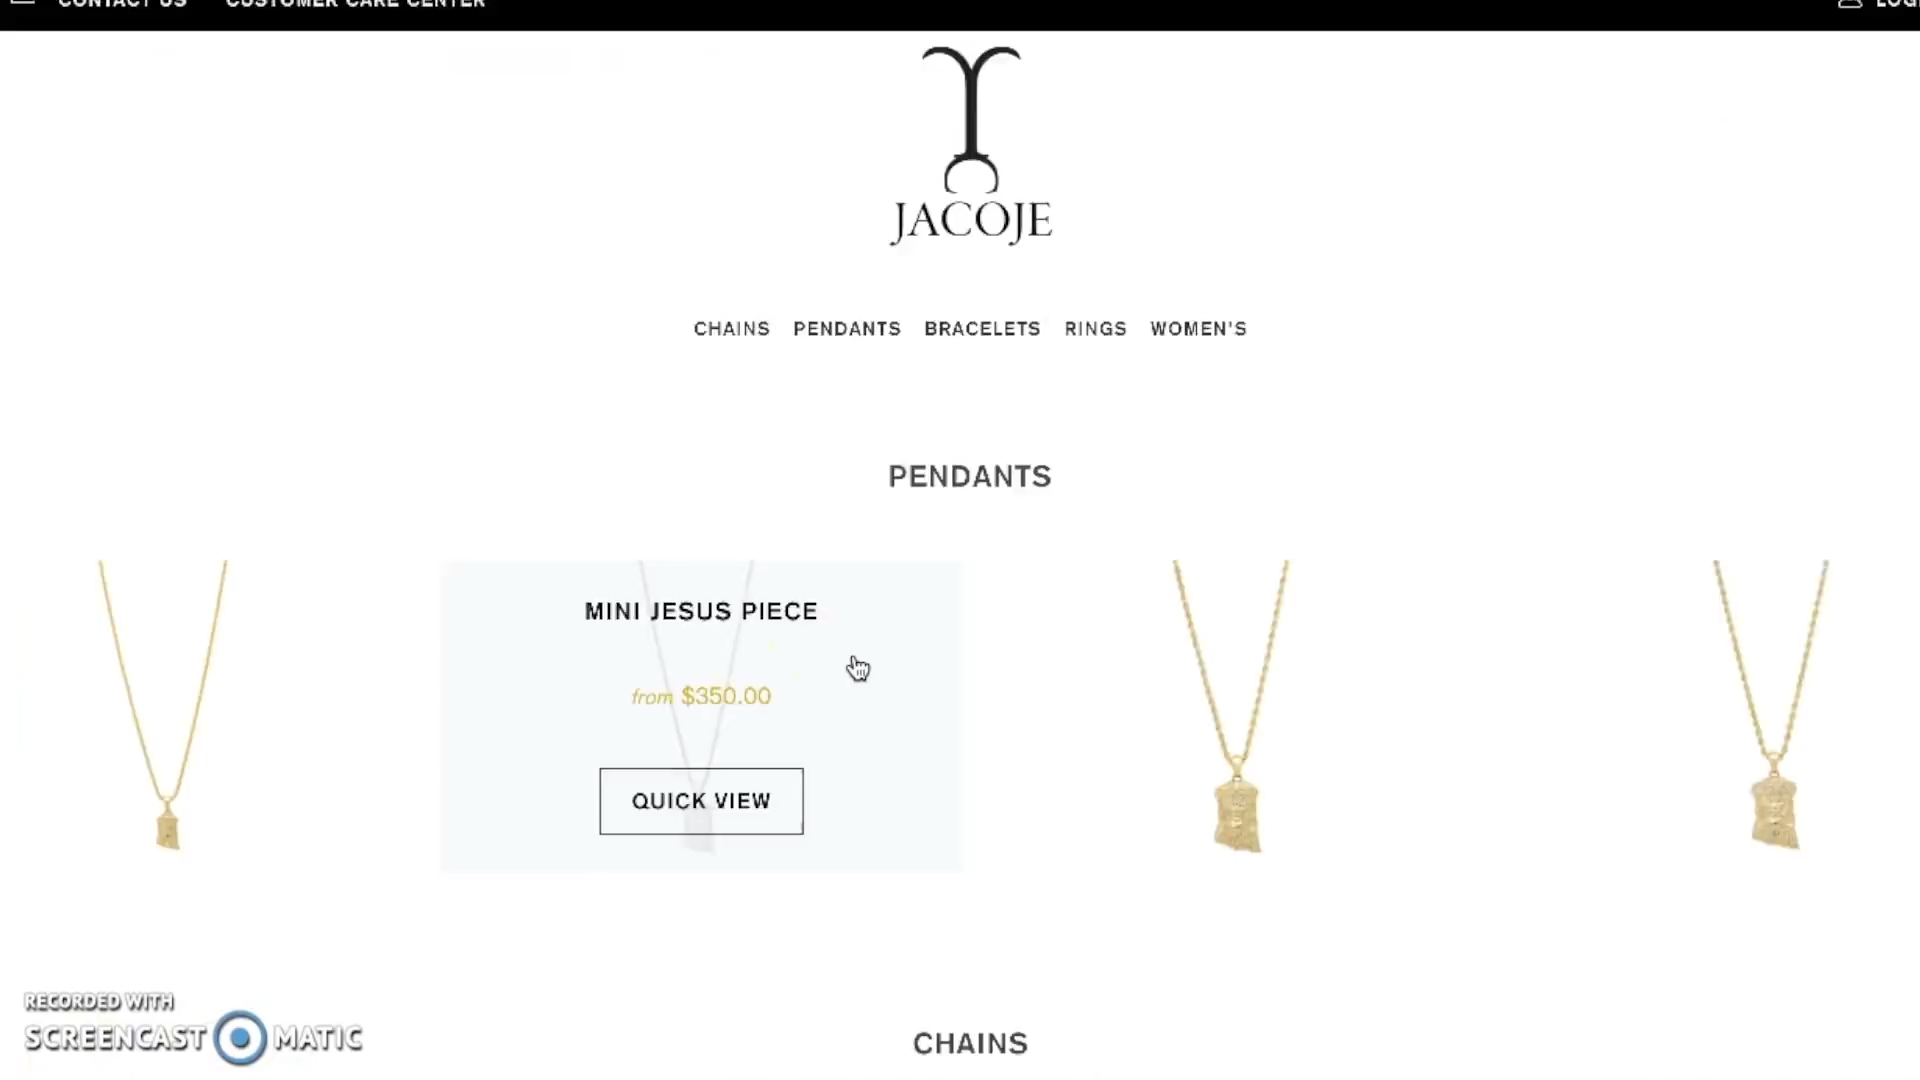 CONTACT US CUSTOMER CARE CENTER
JACOJE
CHAINS PENDANTS BRACELETS RINGS WOMEN'S
PENDANTS
MINI JESUS PIECE
from $350.00
QUICK VIEW
RECORDED WITH
SCREENCAST MATIC
CHAINS